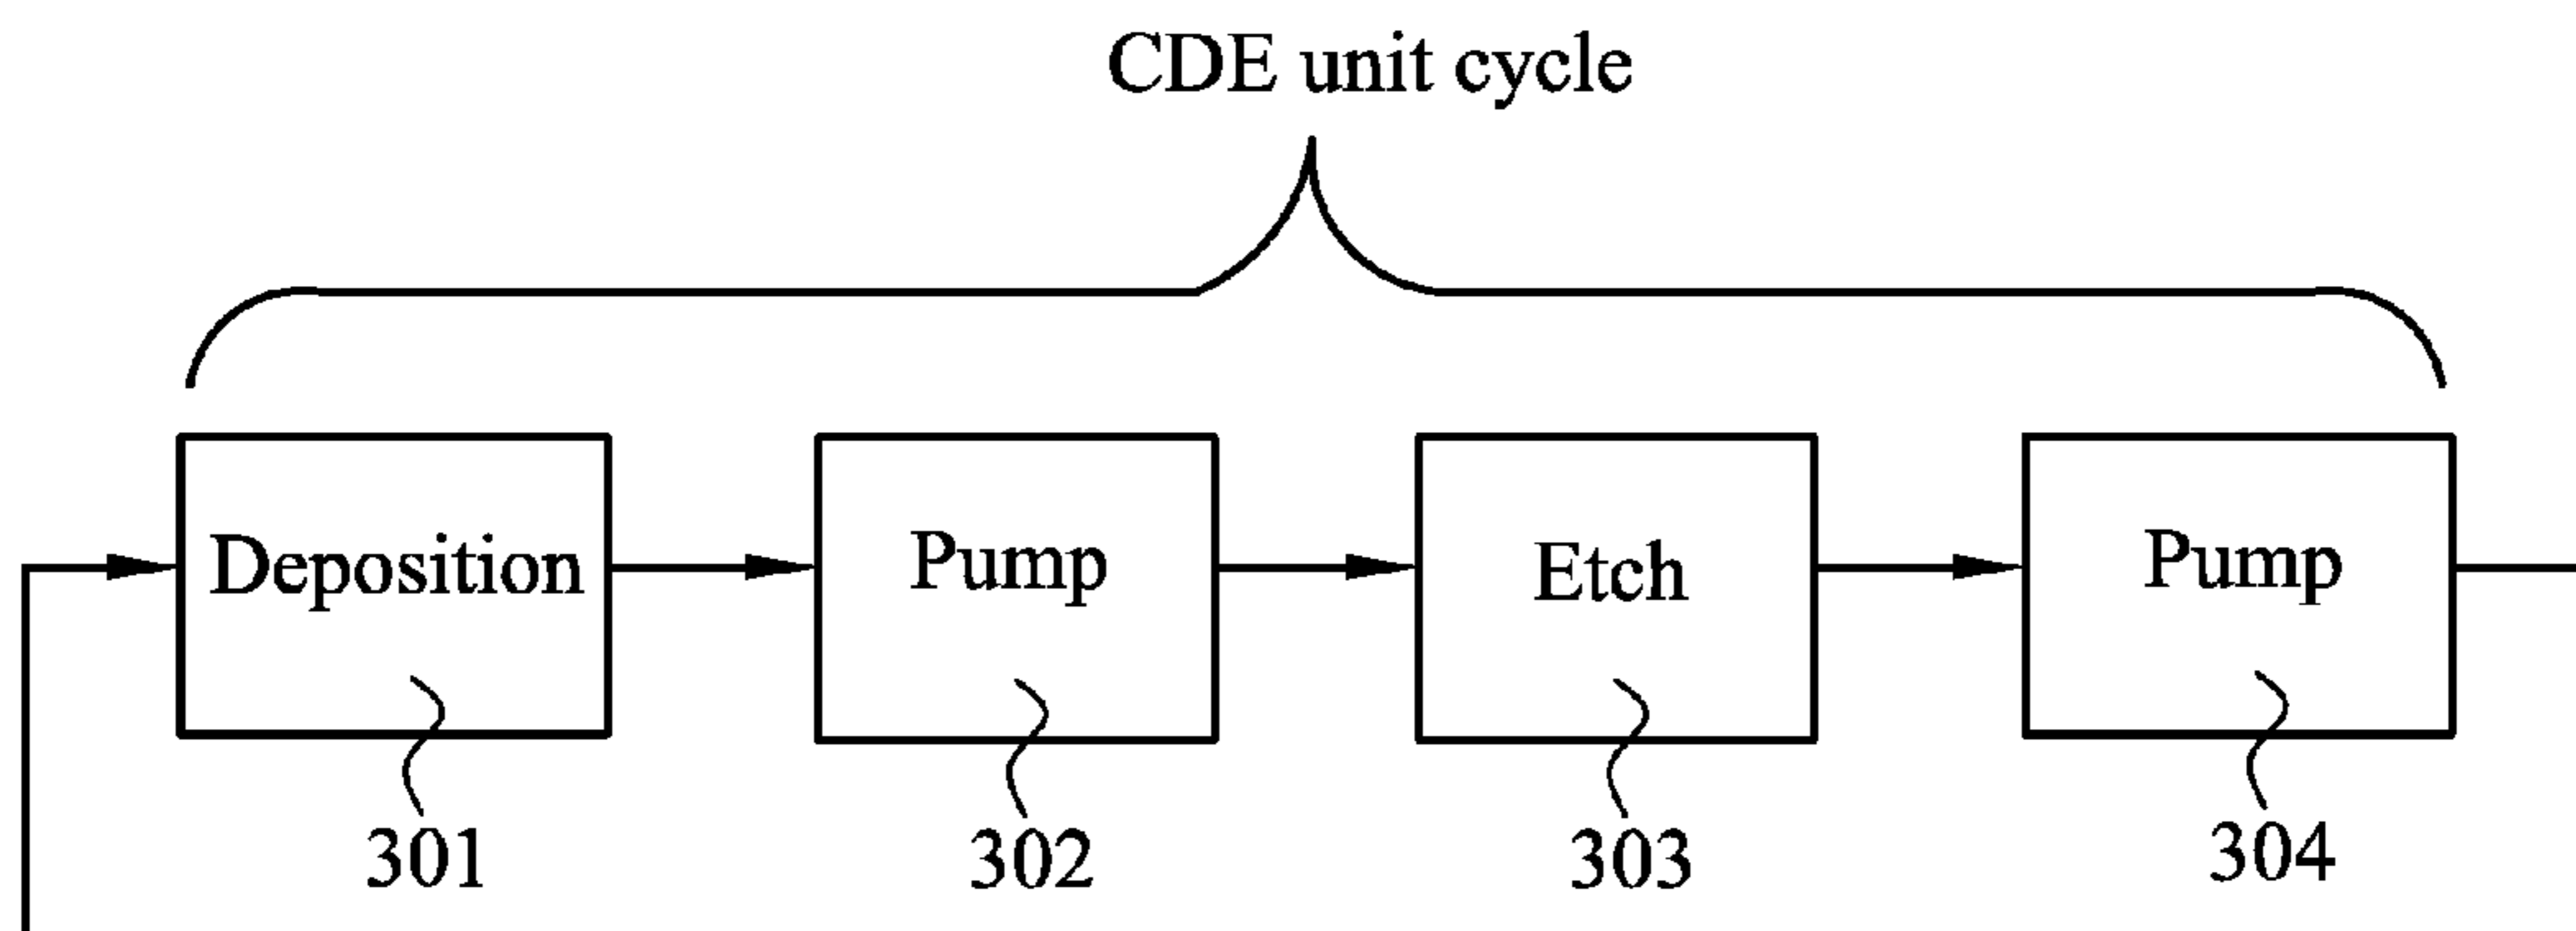 CDE unit cycle
Deposition
Pump
Etch
Pump
301
302
303
304